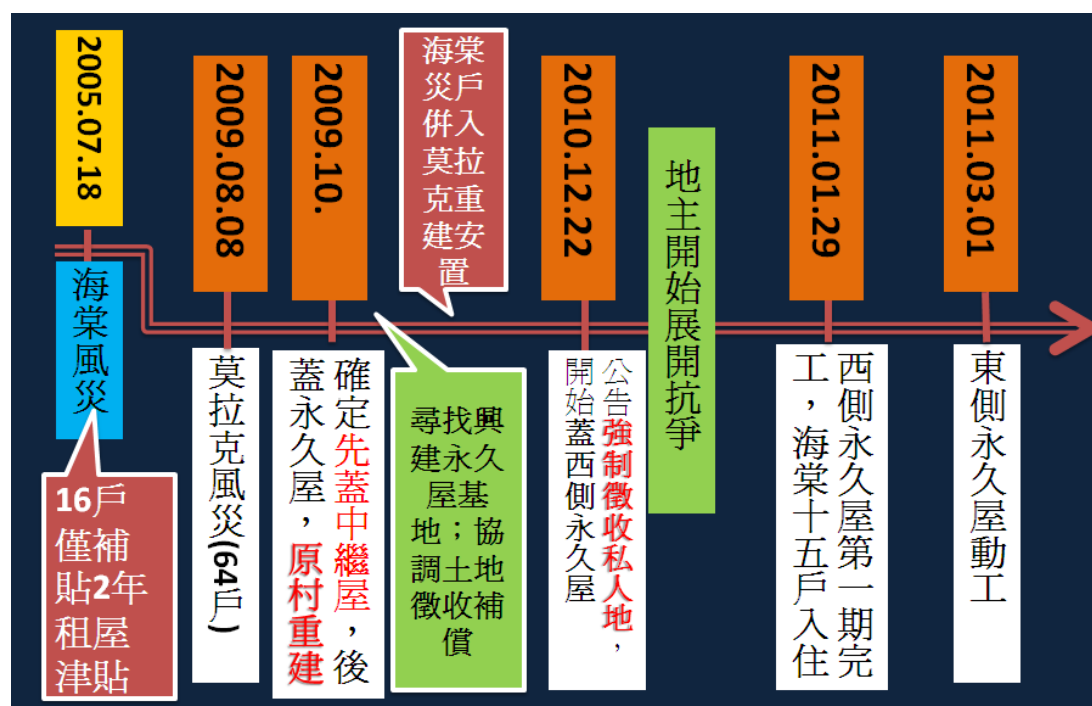 2005.07.18
海棠風災
16戶
僅補
貼2年
租屋
津貼
2009.08.08
莫拉克風災(64戶)
2009.10.
確定先蓋中繼屋，後
蓋永久屋，原村重建
海棠
災戶
併入
莫拉
克重
建安
置
尋找興
建永久
屋基
地；協
調土地
徵收補
償
2010.12.22
公告強制徵收私人地，
開始蓋西側永久屋
地主開始展開抗爭
2011.01.29
西側永久屋第一期完
工，海棠十五戶入住
2011.03.01
東側永久屋動工